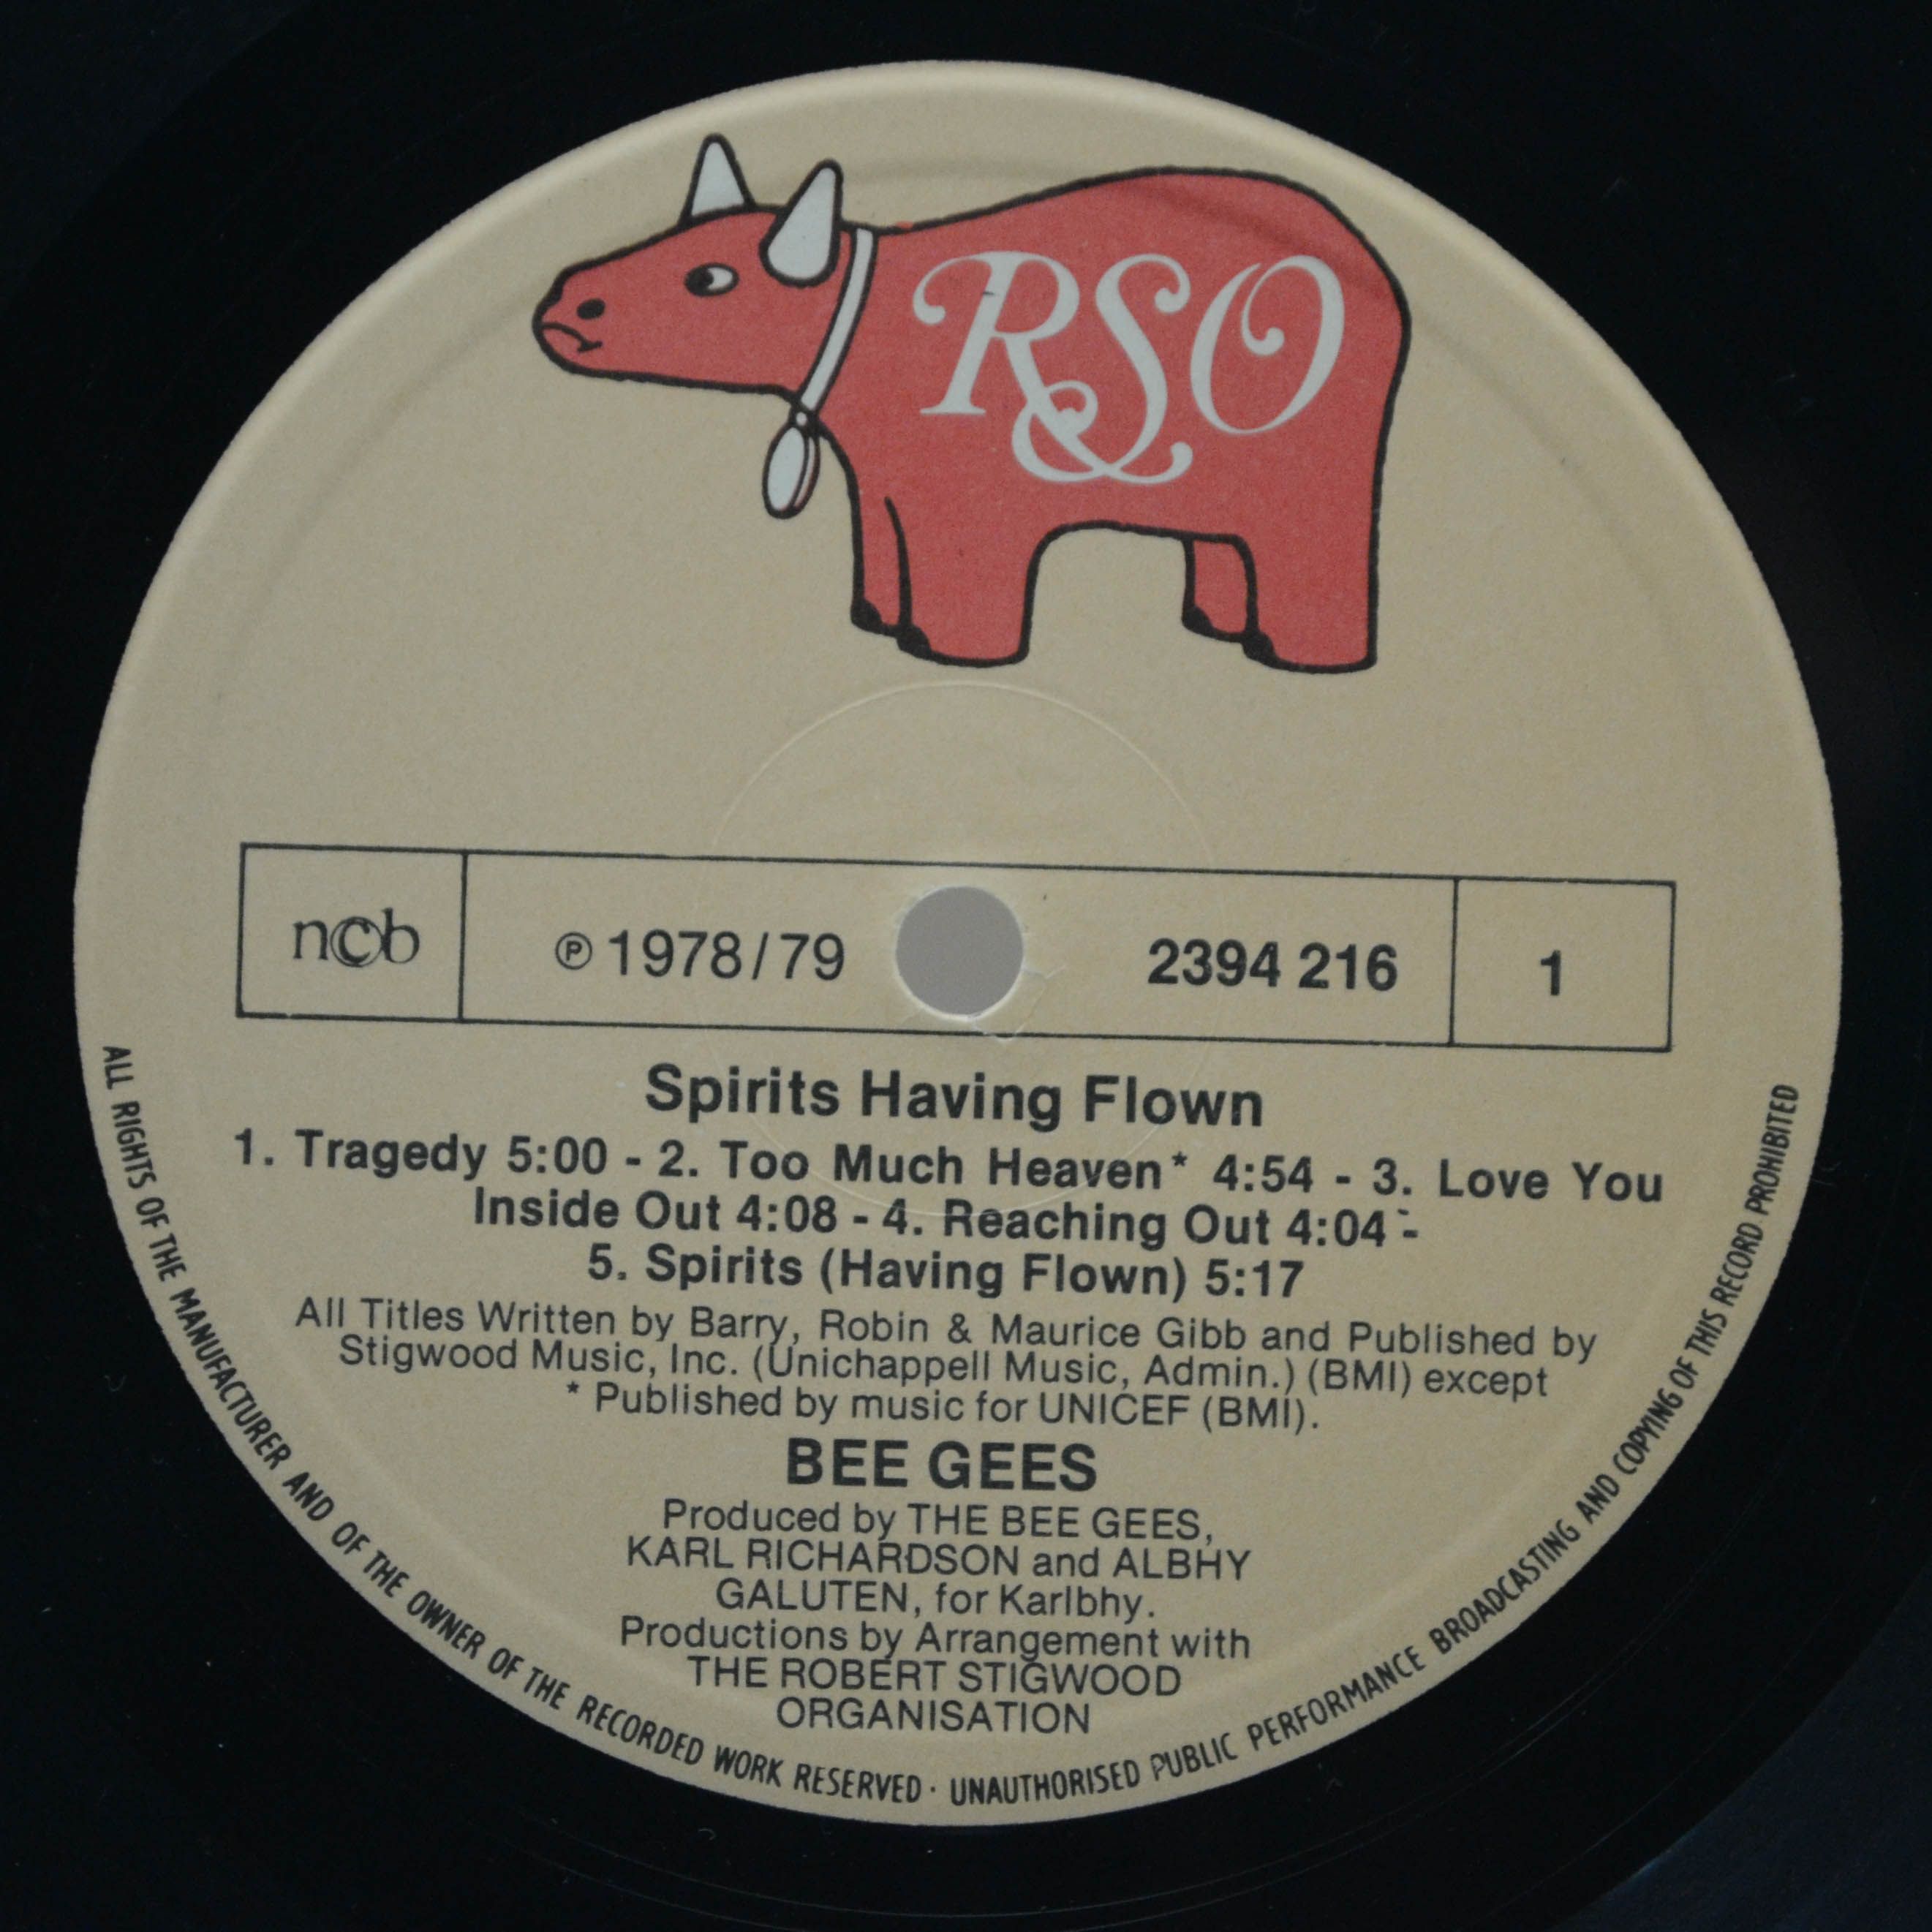 RSO
ncb
℗ 1978/79
2394 216
1
Spirits Having Flown
1. Tragedy 5:00 - 2. Too Much Heaven* 4:54 - 3. Love You
Inside Out 4:08 - 4. Reaching Out 4:04 -
5. Spirits (Having Flown) 5:17
All Titles Written by Barry, Robin & Maurice Gibb and Published by
Stigwood Music, Inc. (Unichappell Music, Admin.) (BMI) except
* Published by music for UNICEF (BMI).
BEE GEES
Produced by THE BEE GEES,
KARL RICHARDSON and ALBHY
GALUTEN, for Karlbhy.
Productions by Arrangement with
THE ROBERT STIGWOOD
ORGANISATION
ALL RIGHTS OF THE MANUFACTURER AND OF THE OWNER OF THE RECORDED WORK RESERVED · UNAUTHORISED PUBLIC PERFORMANCE BROADCASTING AND COPYING OF THIS RECORD PROHIBITED